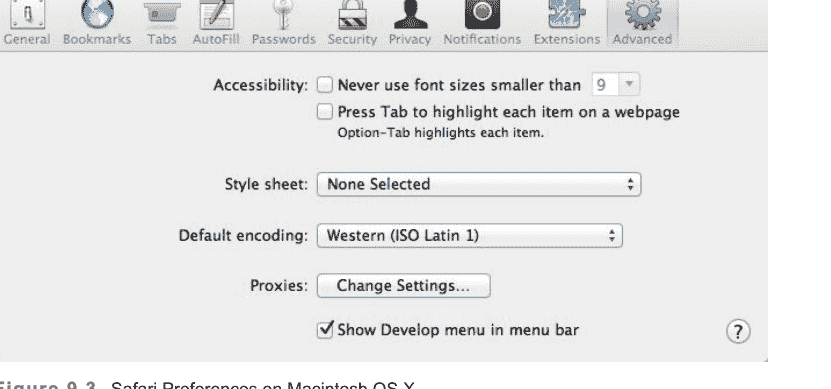 General Bookmarks Tabs AutoFill Passwords Security Privacy Notifications Extensions Advanced
Accessibility: Never use font sizes smaller than 9
Press Tab to highlight each item on a webpage
Option-Tab highlights each item.
Style sheet: None Selected
Default encoding: Western (ISO Latin 1)
Proxies: Change Settings...
Show Develop menu in menu bar
?
Figure 9.3 Safari Preferences on Macintosh OS X